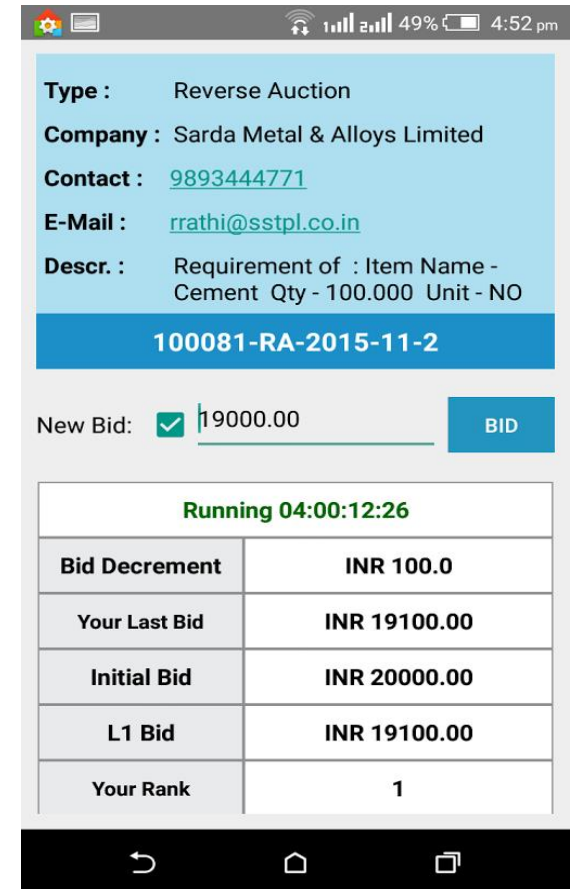 49% 4:52 pm
Type : Reverse Auction
Company : Sarda Metal & Alloys Limited
Contact : 9893444771
E-Mail : rrathi@sstpl.co.in
Descr. : Requirement of : Item Name -
Cement Qty - 100.000 Unit - NO
100081-RA-2015-11-2
New Bid: 19000.00 BID
Running 04:00:12:26
Bid Decrement INR 100.0
Your Last Bid INR 19100.00
Initial Bid INR 20000.00
L1 Bid INR 19100.00
Your Rank 1